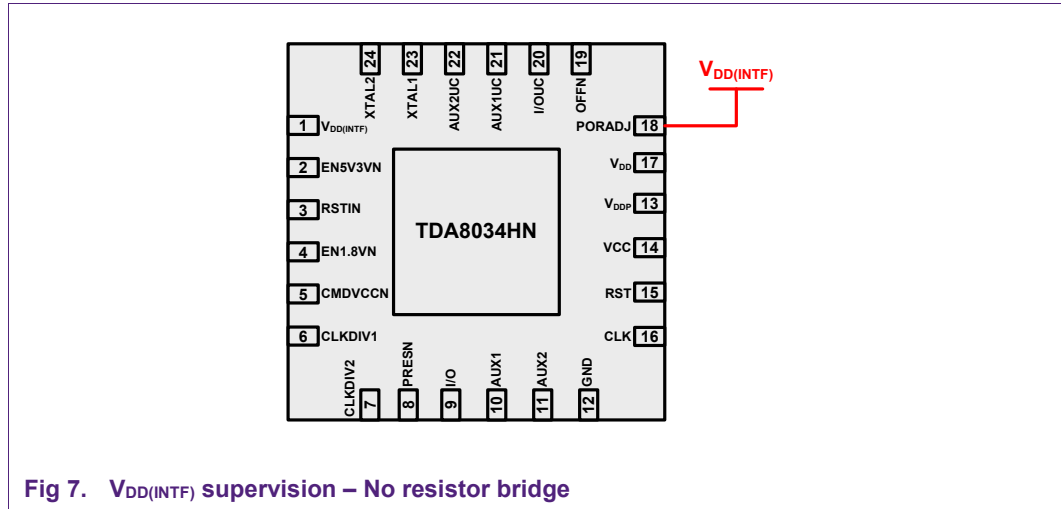 24 23 22 21 20 19
XTAL2 XTAL1 AUX2UC AUX1UC I/OUC OFFN
VDD(INTF)
1 VDD(INTF)
PORADJ 18
2 EN5V3VN
VDD 17
3 RSTIN
VDDP 13
TDA8034HN
4 EN1.8VN
VCC 14
5 CMDVCCN
RST 15
6 CLKDIV1
CLK 16
CLKDIV2 PRESN I/O AUX1 AUX2 GND
7 8 9 10 11 12
Fig 7. VDD(INTF) supervision – No resistor bridge